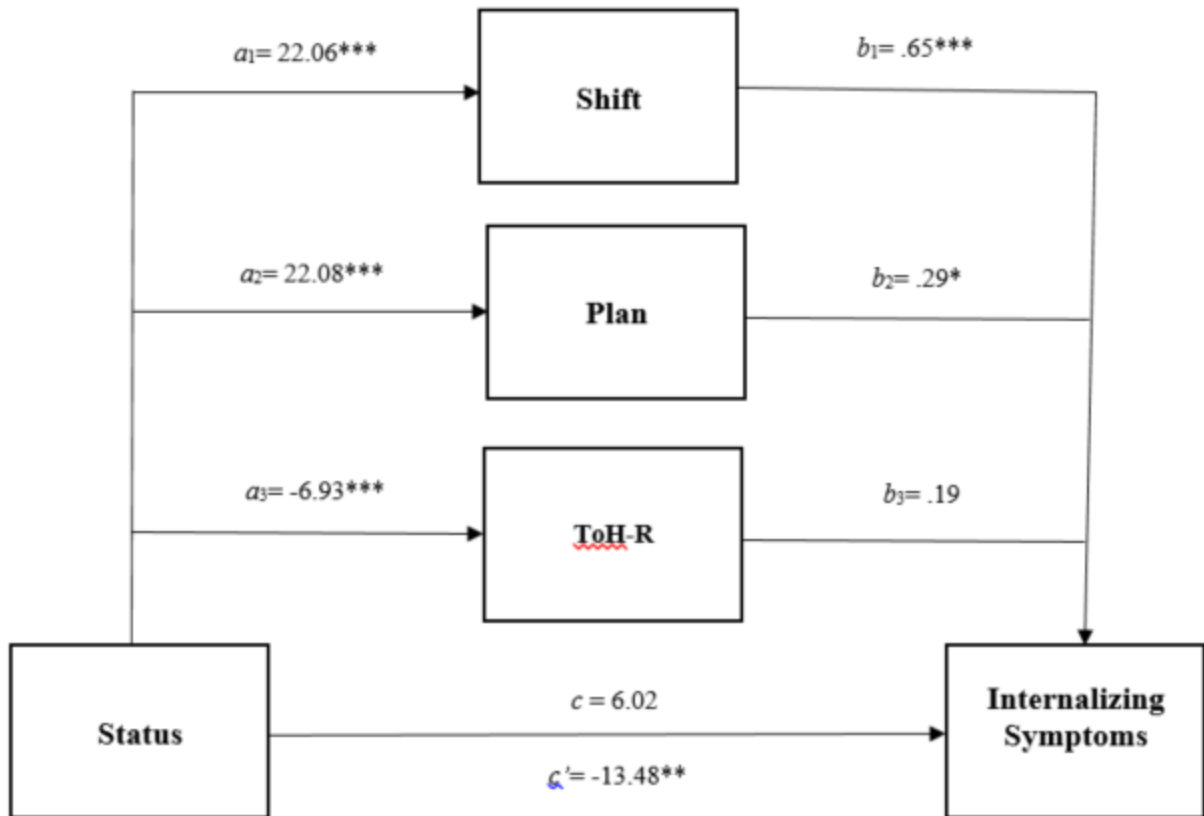 a1= 22.06***
b1= .65***
Shift
a2= 22.08***
b2= .29*
Plan
a3= -6.93***
b3= .19
ToH-R
c = 6.02
Internalizing
Symptoms
Status
c'= -13.48**